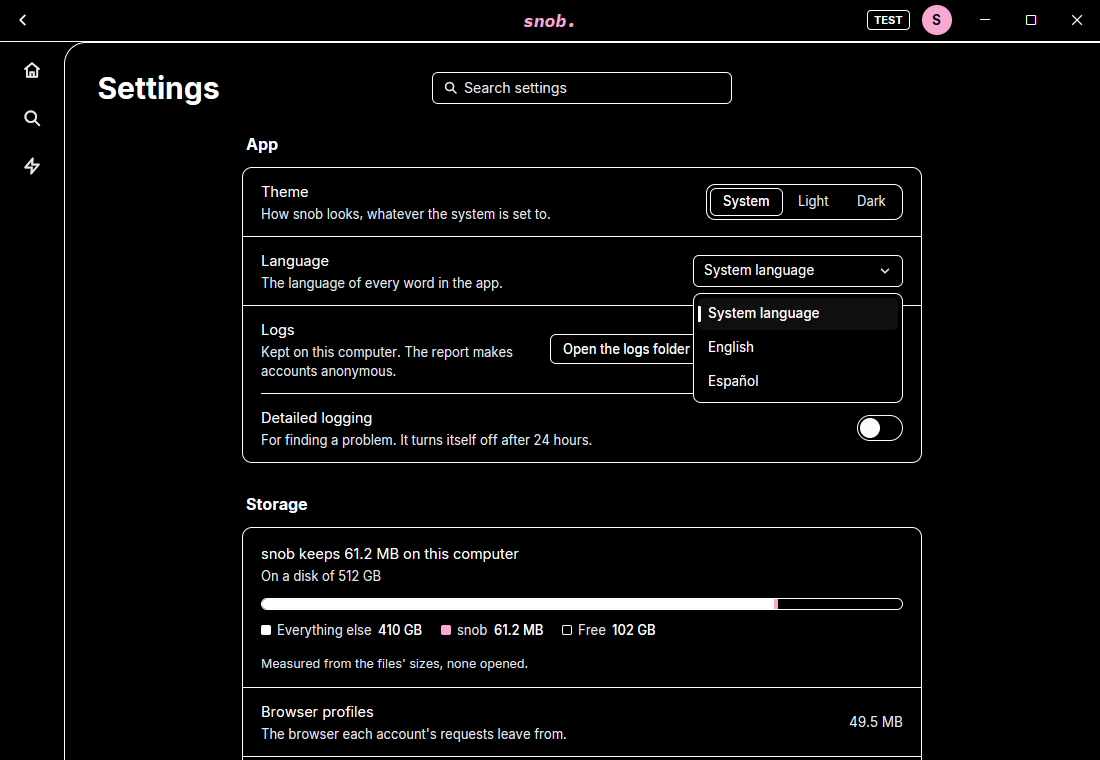 snob.
TEST
S
Settings
Search settings
App
Theme
How snob looks, whatever the system is set to.
System
Light
Dark
Language
The language of every word in the app.
System language
System language
English
Español
Logs
Kept on this computer. The report makes
accounts anonymous.
Open the logs folder
Detailed logging
For finding a problem. It turns itself off after 24 hours.
Storage
snob keeps 61.2 MB on this computer
On a disk of 512 GB
Everything else 410 GB
snob 61.2 MB
Free 102 GB
Measured from the files' sizes, none opened.
Browser profiles
The browser each account's requests leave from.
49.5 MB